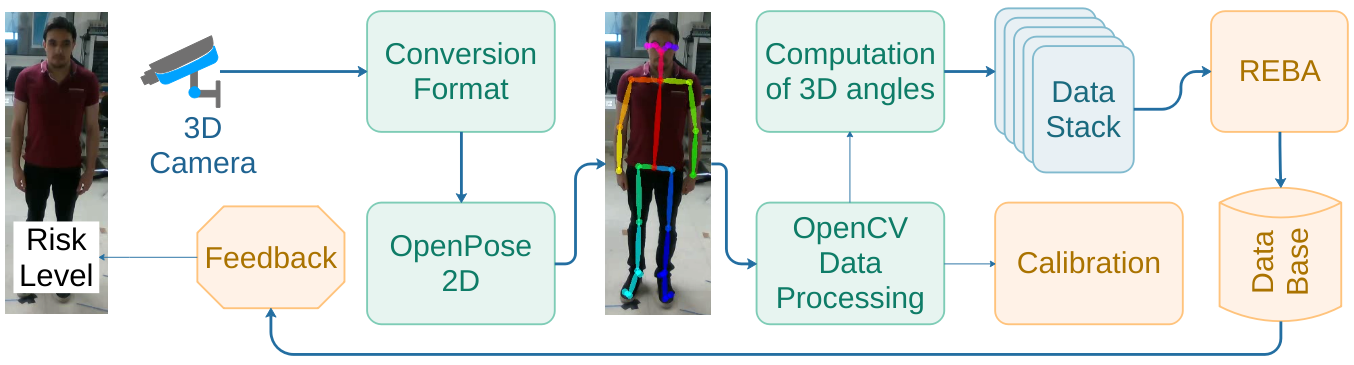 Risk
Level
3D
Camera
Conversion
Format
OpenPose
2D
Feedback
Computation
of 3D angles
OpenCV
Data
Processing
Data
Stack
Calibration
REBA
Data
Base